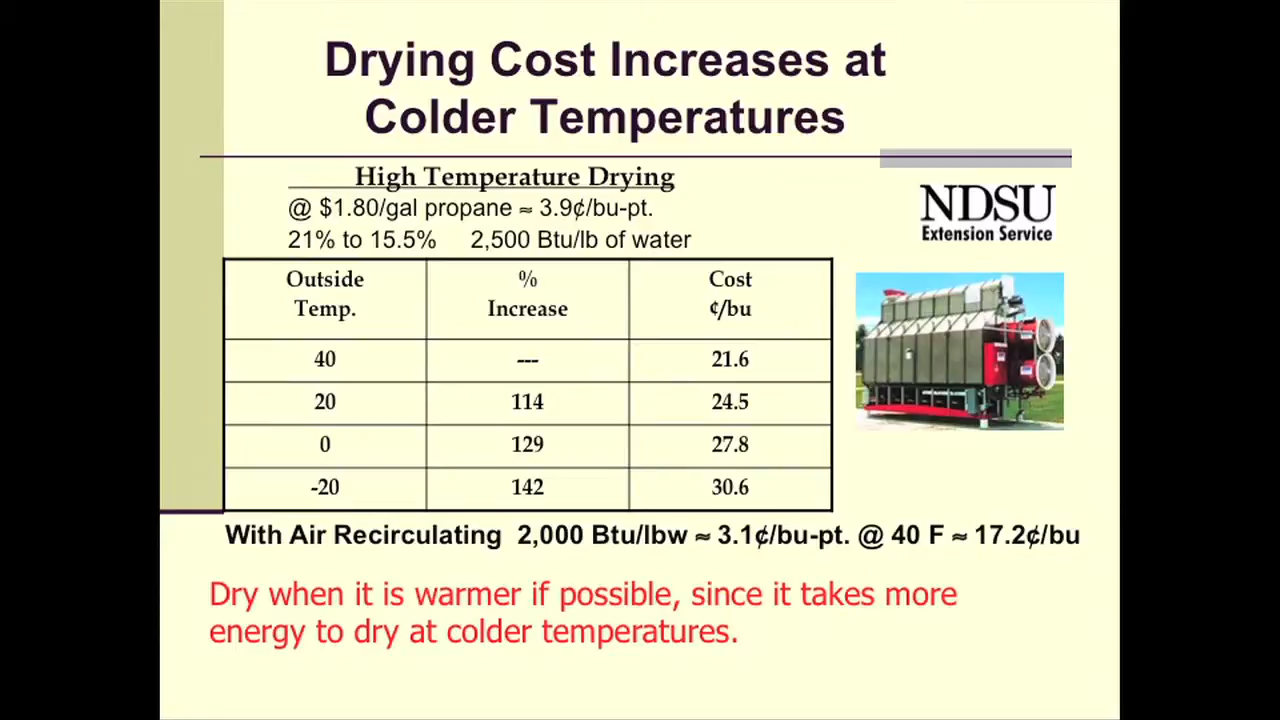 Drying Cost Increases at
Colder Temperatures
High Temperature Drying
@ $1.80/gal propane ≈ 3.9¢/bu-pt.
21% to 15.5% 2,500 Btu/lb of water
NDSU
Extension Service
Outside Temp. % Increase Cost ¢/bu
40 --- 21.6
20 114 24.5
0 129 27.8
-20 142 30.6
With Air Recirculating 2,000 Btu/lbw ≈ 3.1¢/bu-pt. @ 40 F ≈ 17.2¢/bu
Dry when it is warmer if possible, since it takes more
energy to dry at colder temperatures.